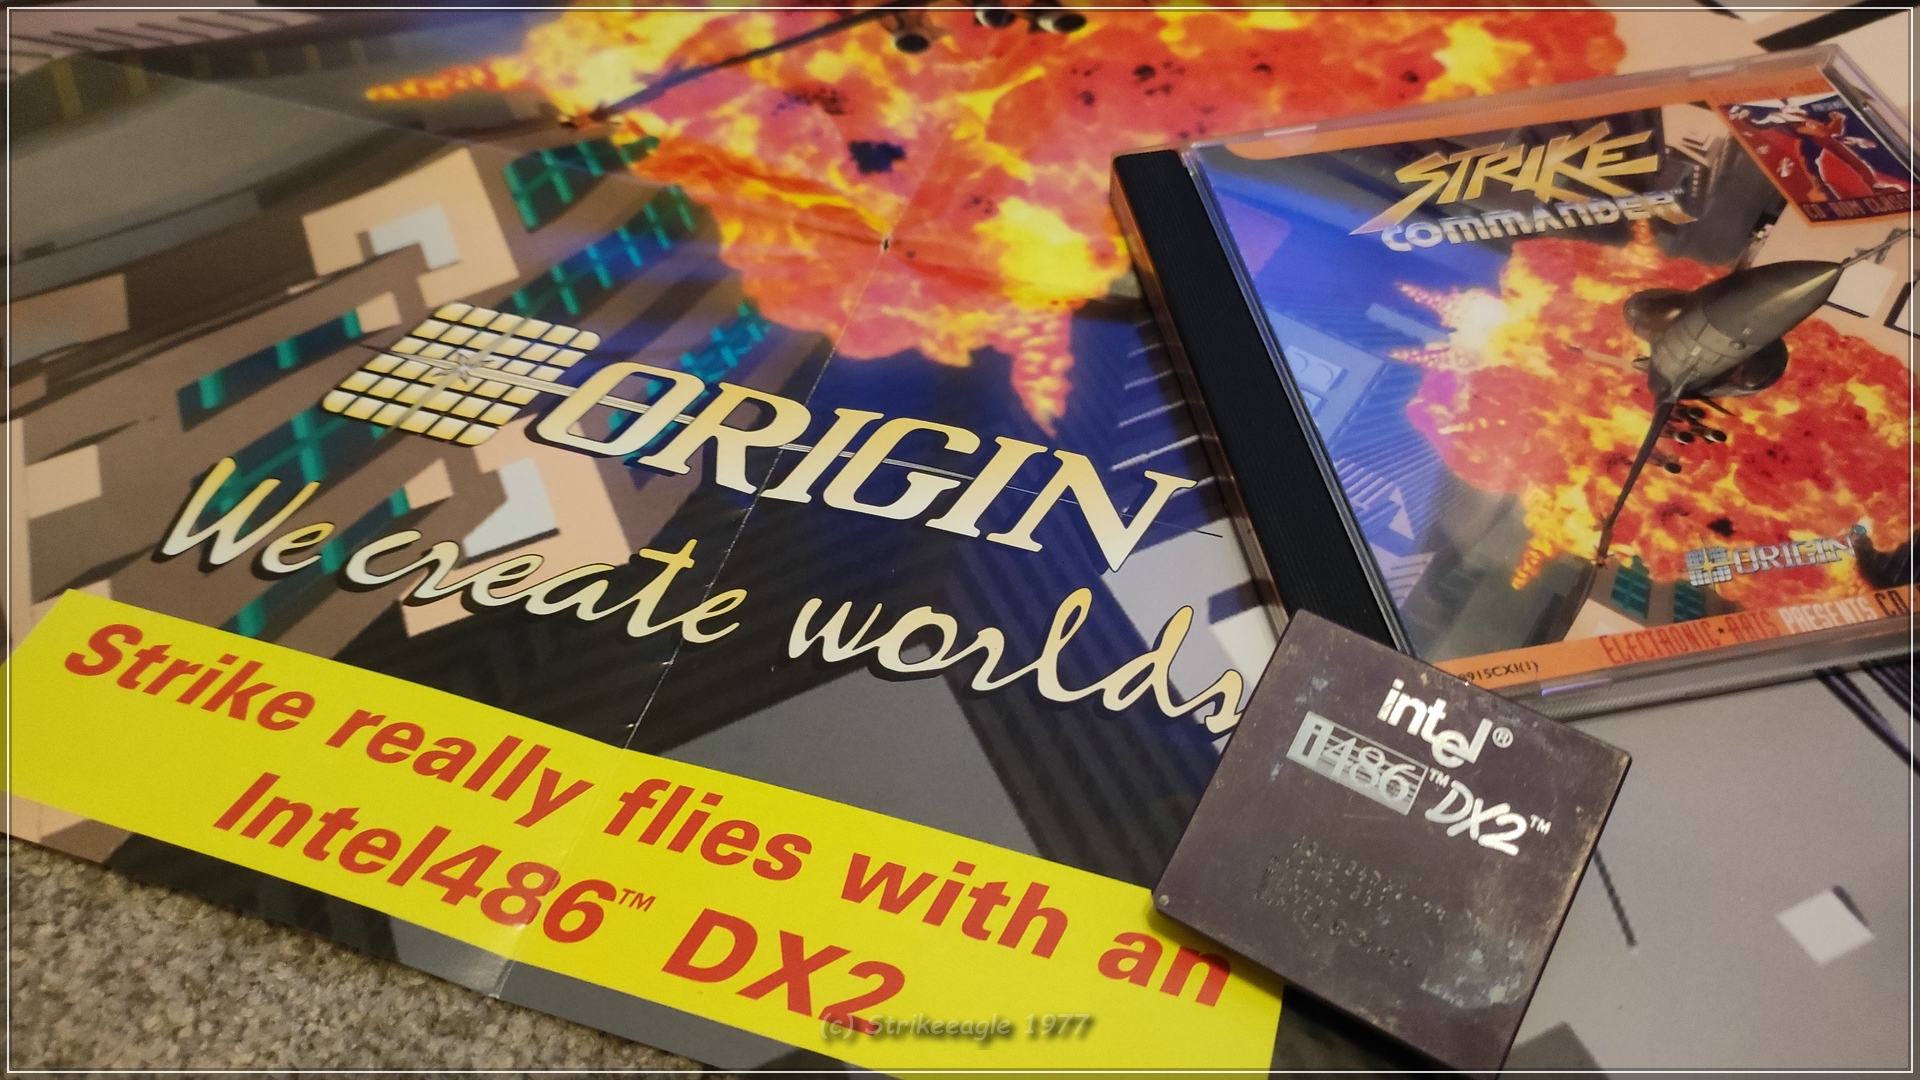 STRIKE
COMMANDER™
ORIGIN
We create worlds
Strike really flies with an
Intel486™ DX2
ORIGIN
ELECTRONIC·ARTS PRESENTS CD
intel®
i486™ DX2™
(c) Strikeeagle 1977